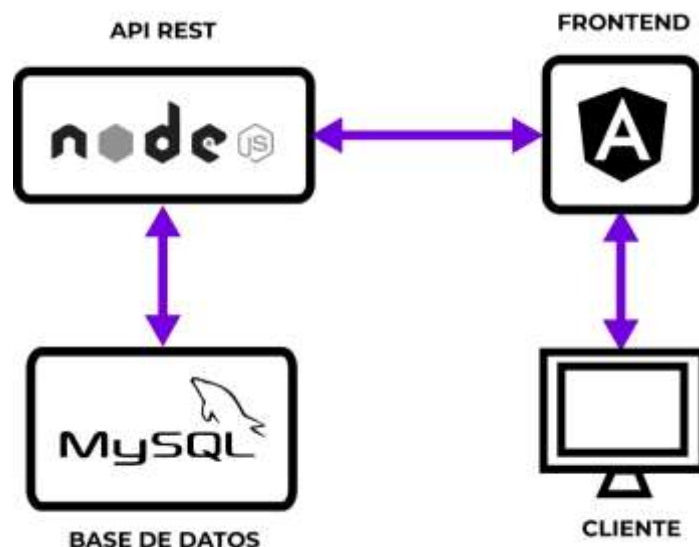 API REST
FRONTEND
node
JS
A
MySQL
BASE DE DATOS
CLIENTE